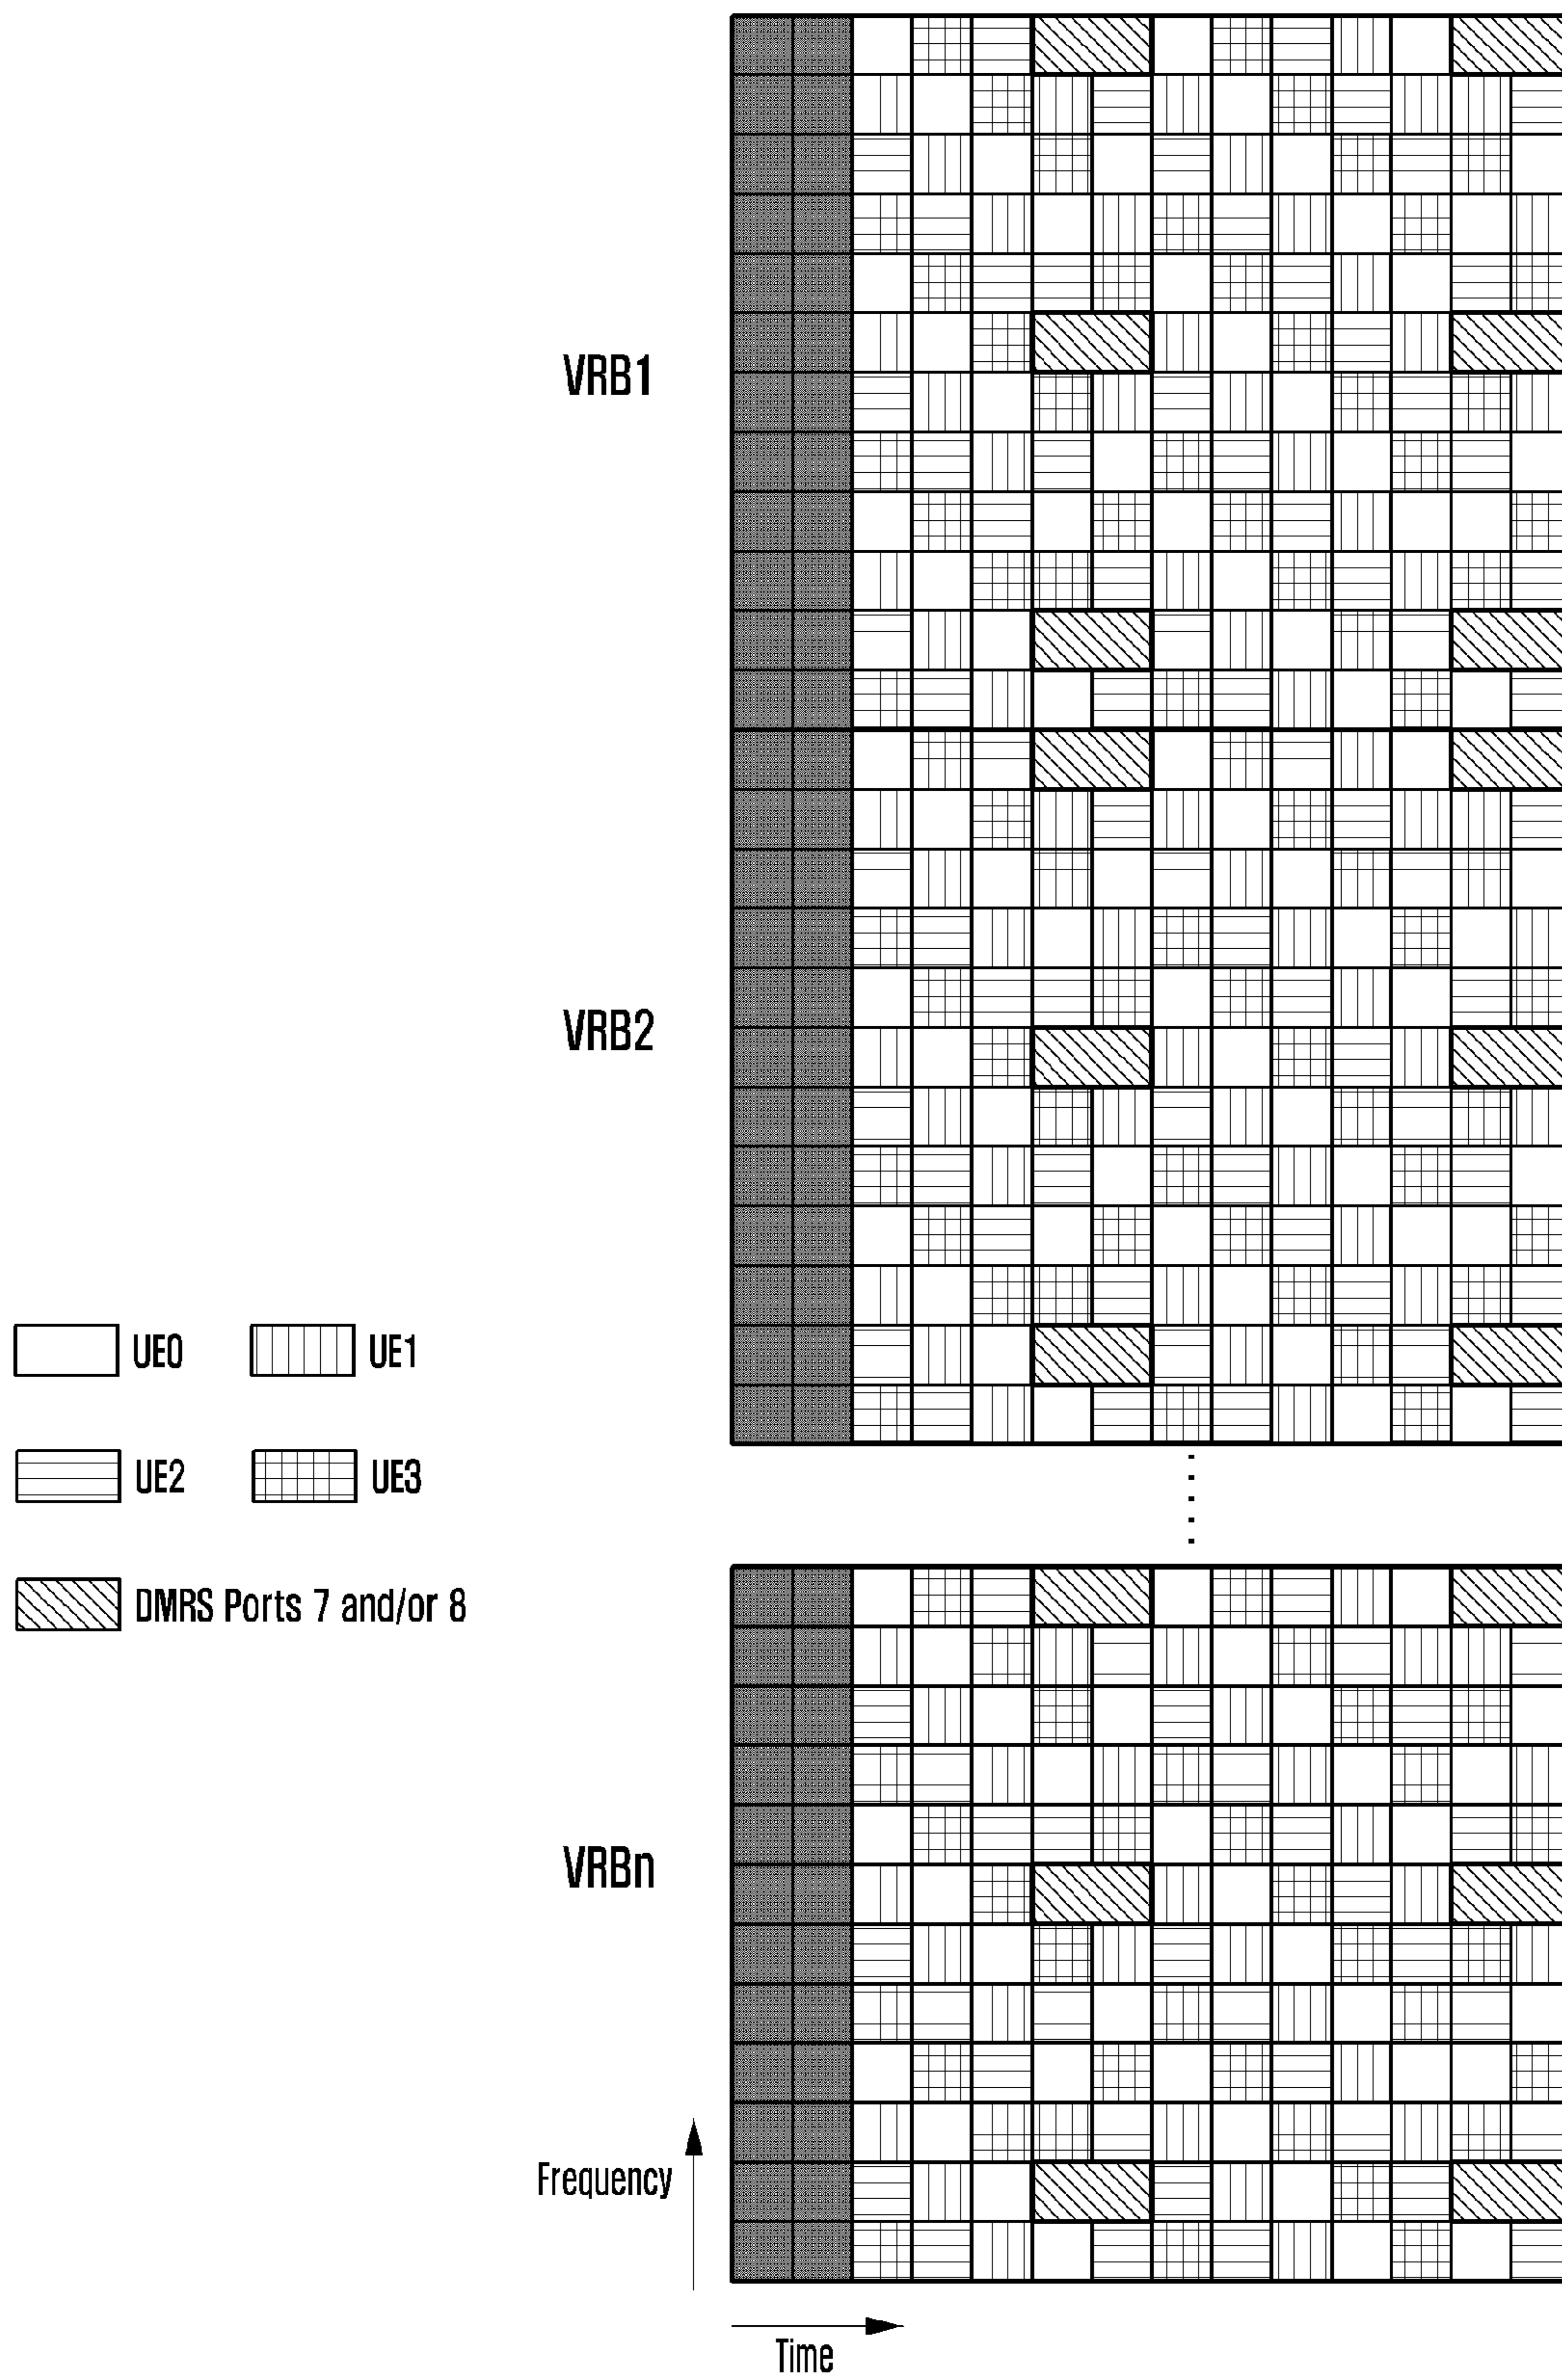 VRB1
VRB2
UE0 UE1
UE2 UE3
DMRS Ports 7 and/or 8
VRBn
Frequency
Time